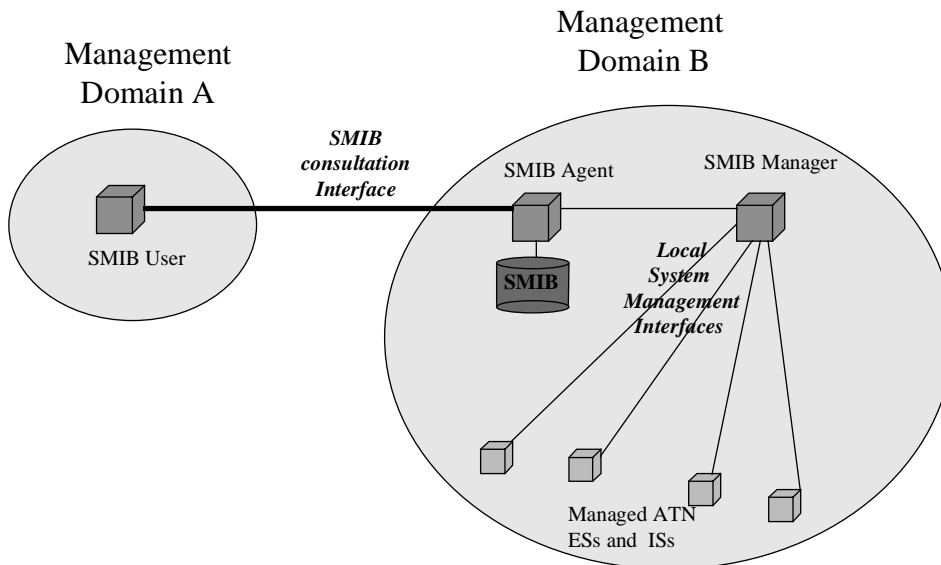 Management
Domain A
Management
Domain B
SMIB
consultation
Interface
SMIB Agent
SMIB Manager
SMIB User
SMIB
Local
System
Management
Interfaces
Managed ATN
ESs and ISs